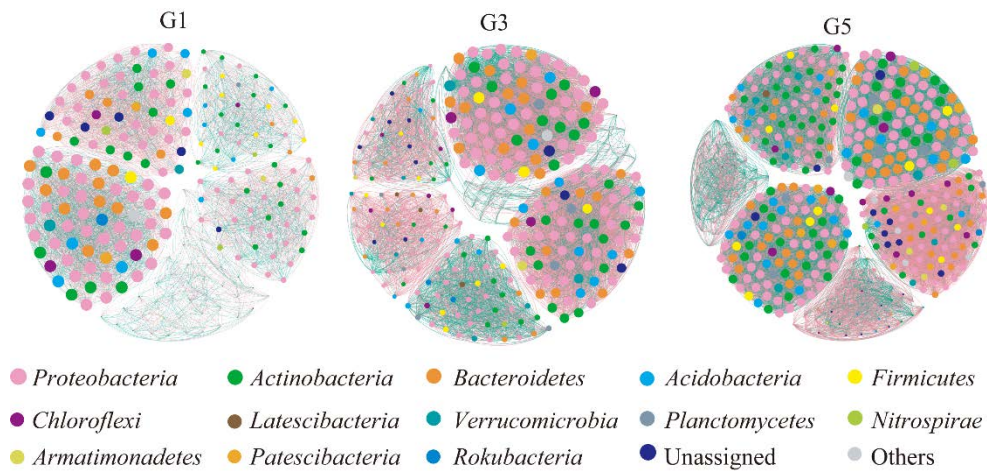 G1 G3 G5
Proteobacteria Actinobacteria Bacteroidetes Acidobacteria Firmicutes
Chloroflexi Latescibacteria Verrucomicrobia Planctomycetes Nitrospirae
Armatimonadetes Patescibacteria Rokubacteria Unassigned Others